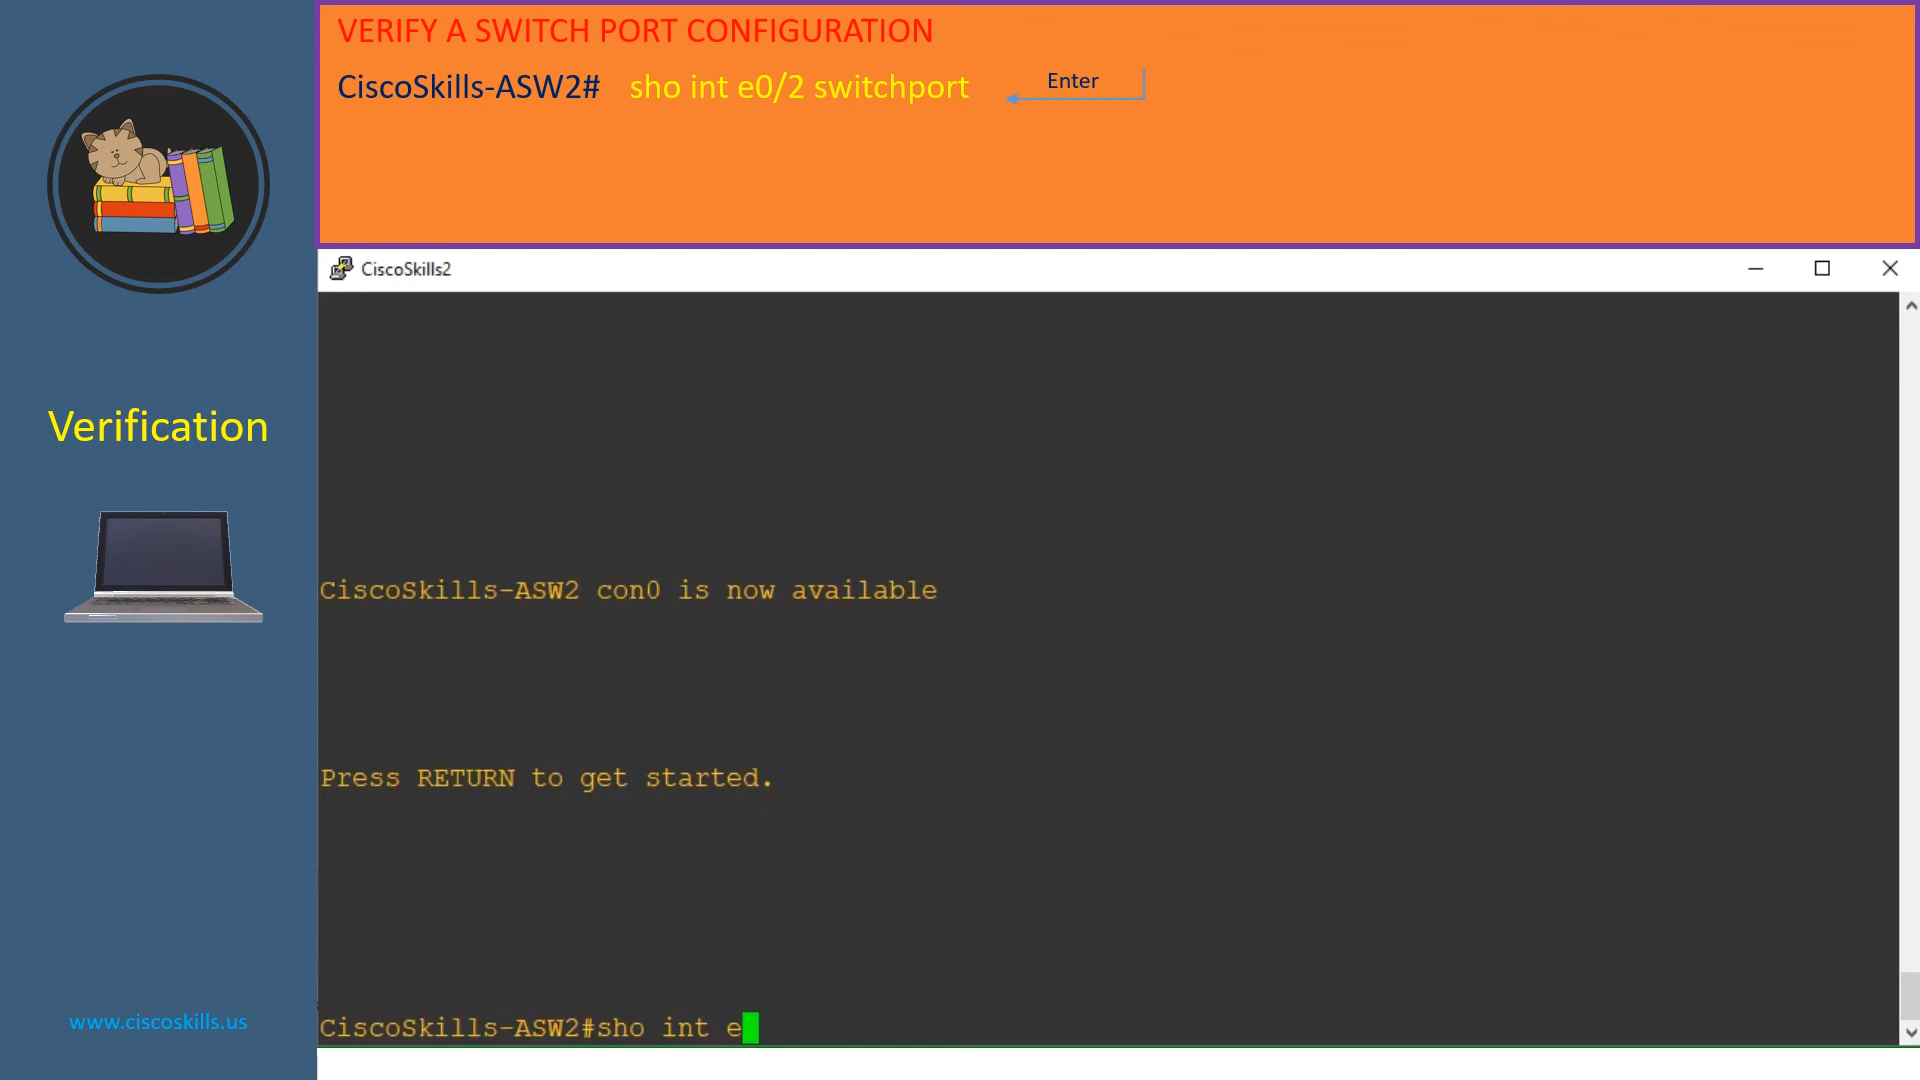 VERIFY A SWITCH PORT CONFIGURATION
CiscoSkills-ASW2# sho int e0/2 switchport Enter
CiscoSkills2
Verification
CiscoSkills-ASW2 con0 is now available
Press RETURN to get started.
CiscoSkills-ASW2#sho int e
www.ciscoskills.us